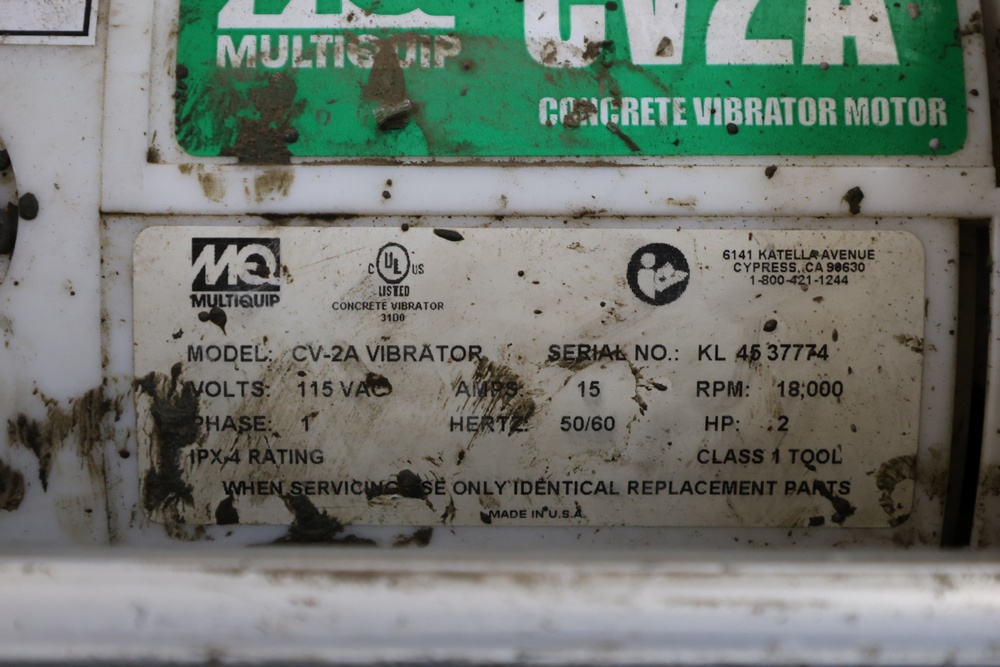 MQ
MULTIQUIP
CV2A
CONCRETE VIBRATOR MOTOR
MQ
MULTIQUIP
C UL US
LISTED
CONCRETE VIBRATOR
31D0
6141 KATELLA AVENUE
CYPRESS, CA 90630
1-800-421-1244
MODEL: CV-2A VIBRATOR SERIAL NO.: KL 4537774
VOLTS: 115 VAC AMPS 15 RPM: 18,000
PHASE: 1 HERTZ: 50/60 HP: 2
IPX-4 RATING CLASS 1 TOOL
WHEN SERVICING USE ONLY IDENTICAL REPLACEMENT PARTS
MADE IN U.S.A.